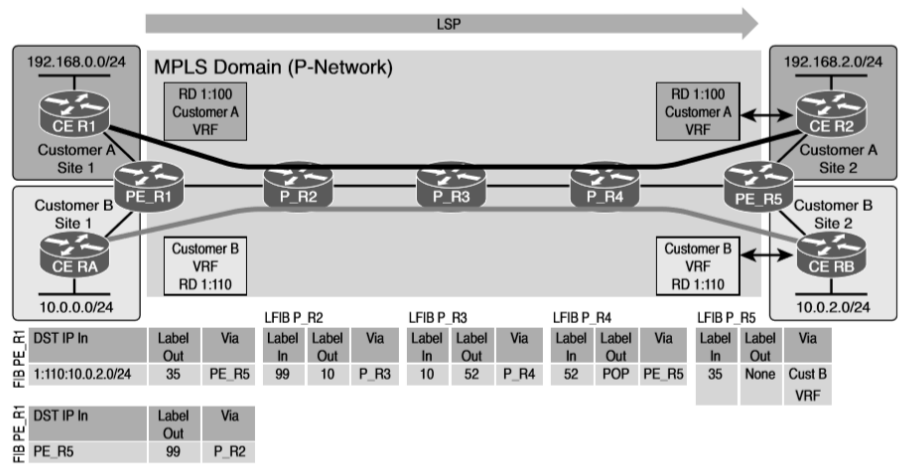 LSP
192.168.0.0/24
CE R1
Customer A
Site 1
MPLS Domain (P-Network)
RD 1:100
Customer A
VRF
RD 1:100
Customer A
VRF
192.168.2.0/24
CE R2
Customer A
Site 2
PE_R1
P_R2
P_R3
P_R4
PE_R5
Customer B
Site 1
CE RA
10.0.0.0/24
Customer B
VRF
RD 1:110
Customer B
VRF
RD 1:110
Customer B
Site 2
CE RB
10.0.2.0/24
LFIB P_R2
LFIB P_R3
LFIB P_R4
LFIB P_R5
FIB PE_R1
DST IP In Label Out Via
1:110:10.0.2.0/24 35 PE_R5
Label In Label Out Via
99 10 P_R3
Label In Label Out Via
10 52 P_R4
Label In Label Out Via
52 POP PE_R5
Label In Label Out Via
35 None Cust B VRF
FIB PE_R1
DST IP In Label Out Via
PE_R5 99 P_R2